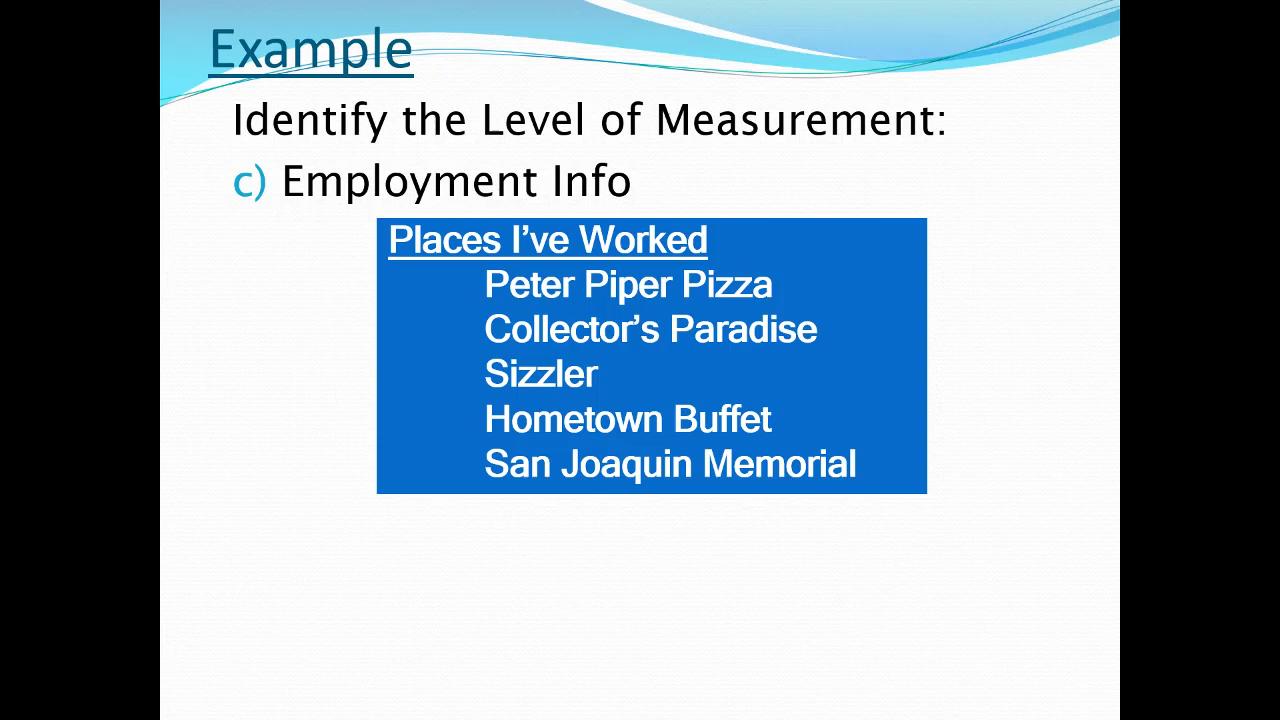 Example
Identify the Level of Measurement:
c) Employment Info
Places I've Worked
Peter Piper Pizza
Collector's Paradise
Sizzler
Hometown Buffet
San Joaquin Memorial